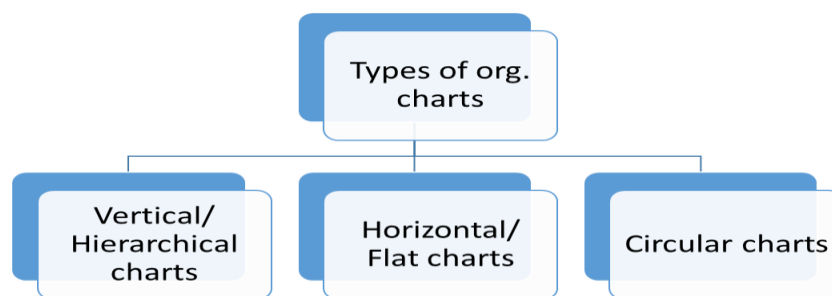 Types of org.
charts
Vertical/
Hierarchical
charts
Horizontal/
Flat charts
Circular charts